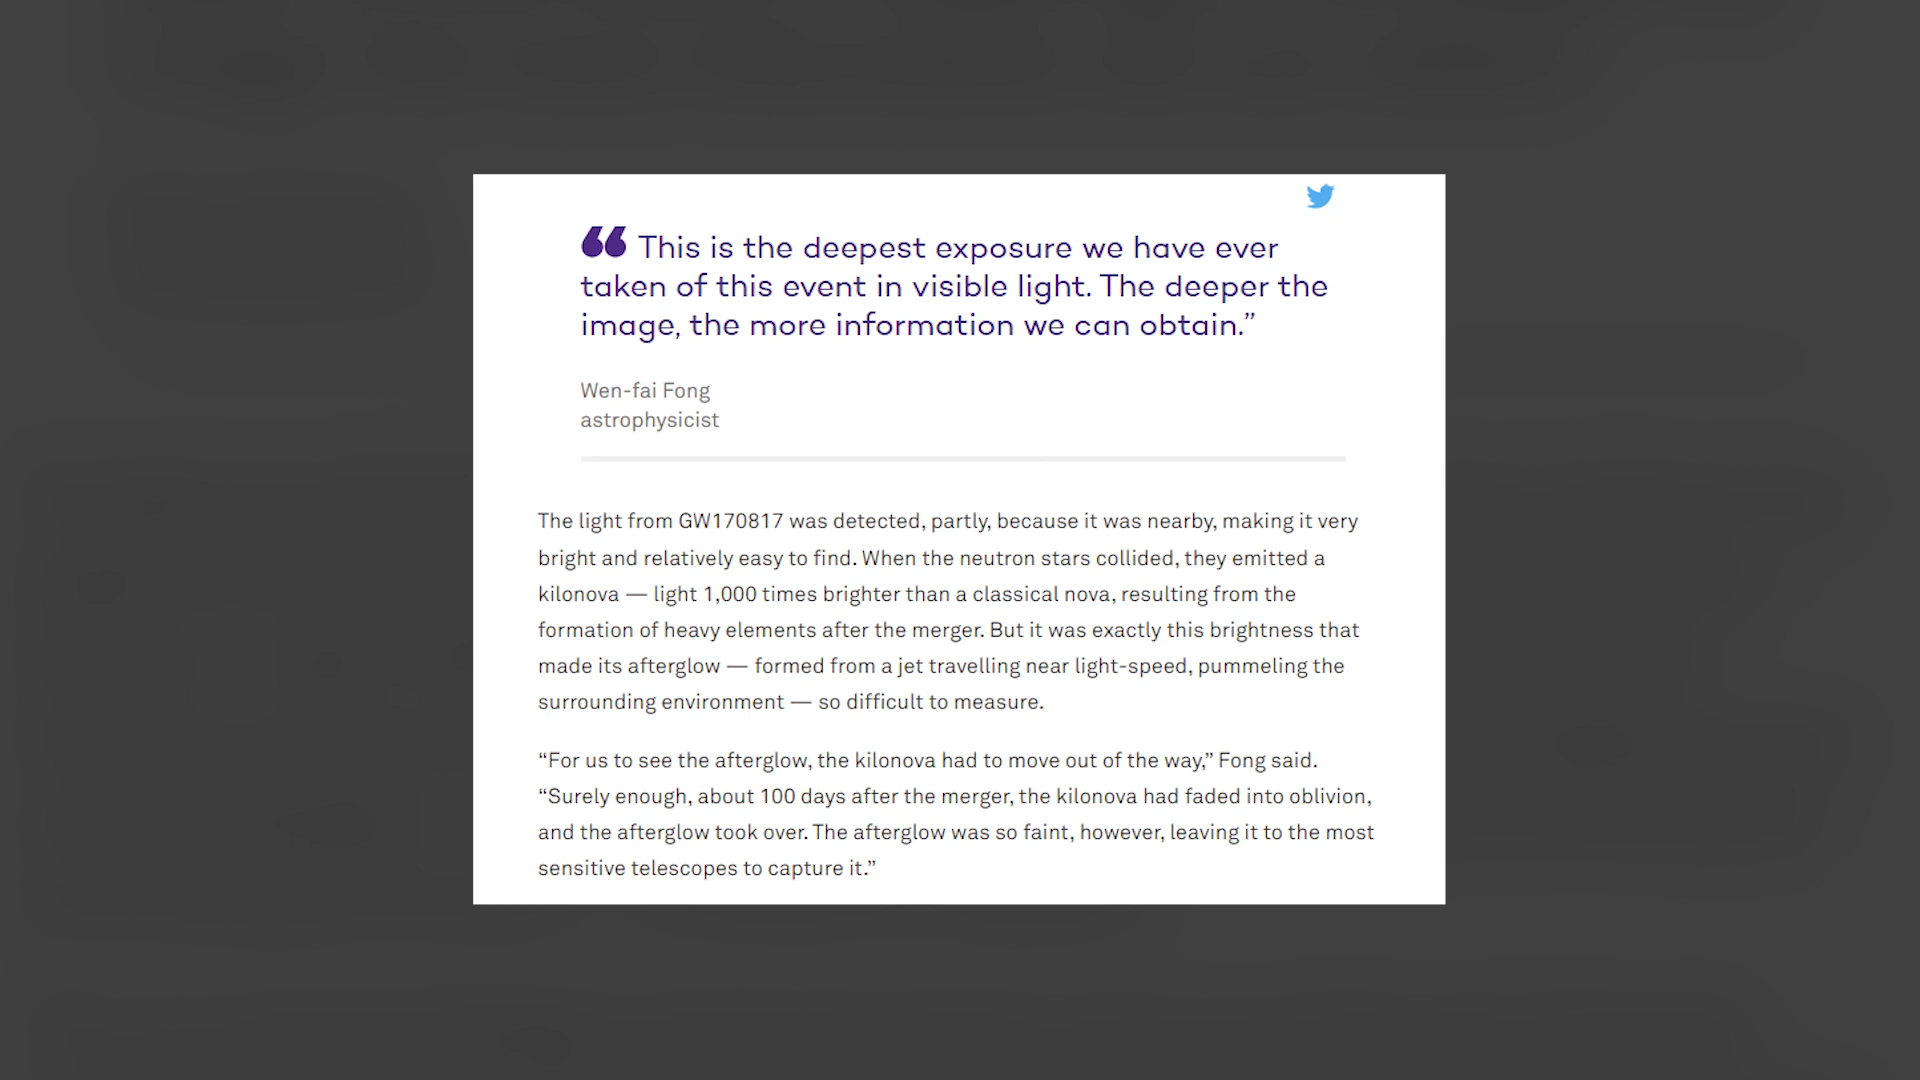 “ This is the deepest exposure we have ever
taken of this event in visible light. The deeper the
image, the more information we can obtain.”
Wen-fai Fong
astrophysicist
The light from GW170817 was detected, partly, because it was nearby, making it very
bright and relatively easy to find. When the neutron stars collided, they emitted a
kilonova — light 1,000 times brighter than a classical nova, resulting from the
formation of heavy elements after the merger. But it was exactly this brightness that
made its afterglow — formed from a jet travelling near light-speed, pummeling the
surrounding environment — so difficult to measure.
“For us to see the afterglow, the kilonova had to move out of the way,” Fong said.
“Surely enough, about 100 days after the merger, the kilonova had faded into oblivion,
and the afterglow took over. The afterglow was so faint, however, leaving it to the most
sensitive telescopes to capture it.”